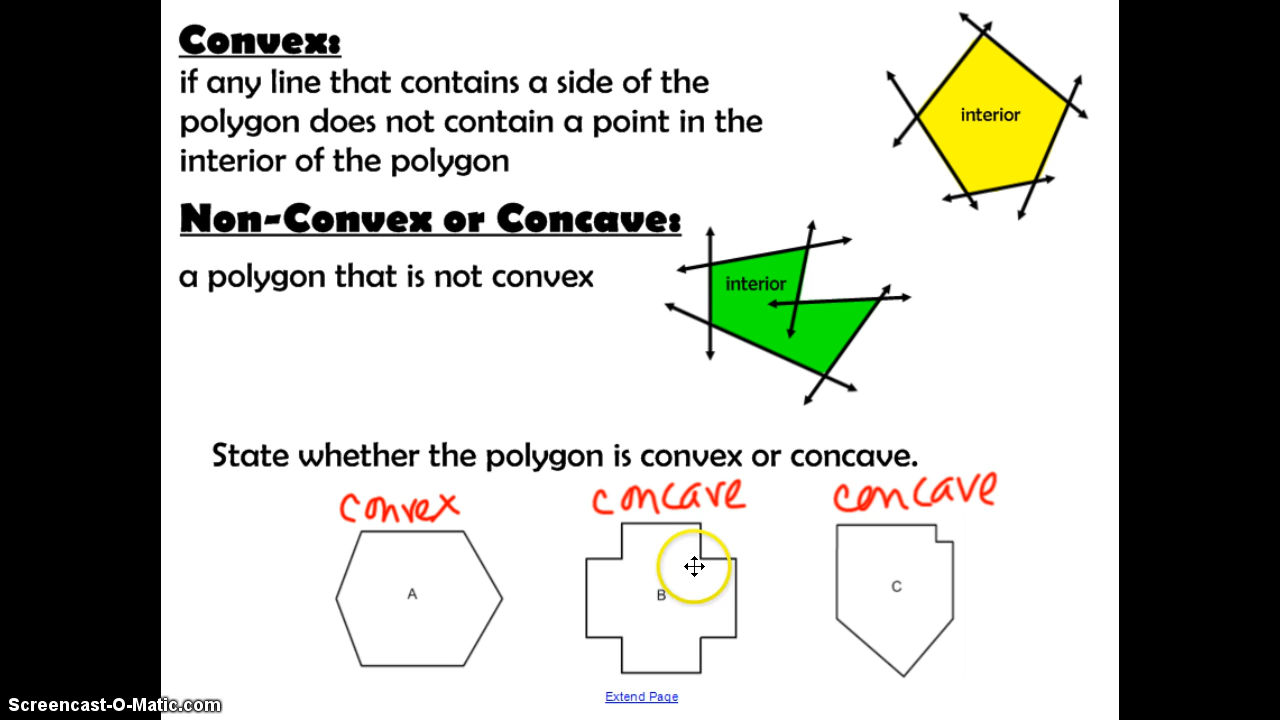 Convex:
if any line that contains a side of the
polygon does not contain a point in the
interior of the polygon
interior
Non-Convex or Concave:
a polygon that is not convex
interior
State whether the polygon is convex or concave.
convex
concave
concave
A
B
C
Extend Page
Screencast-O-Matic.com